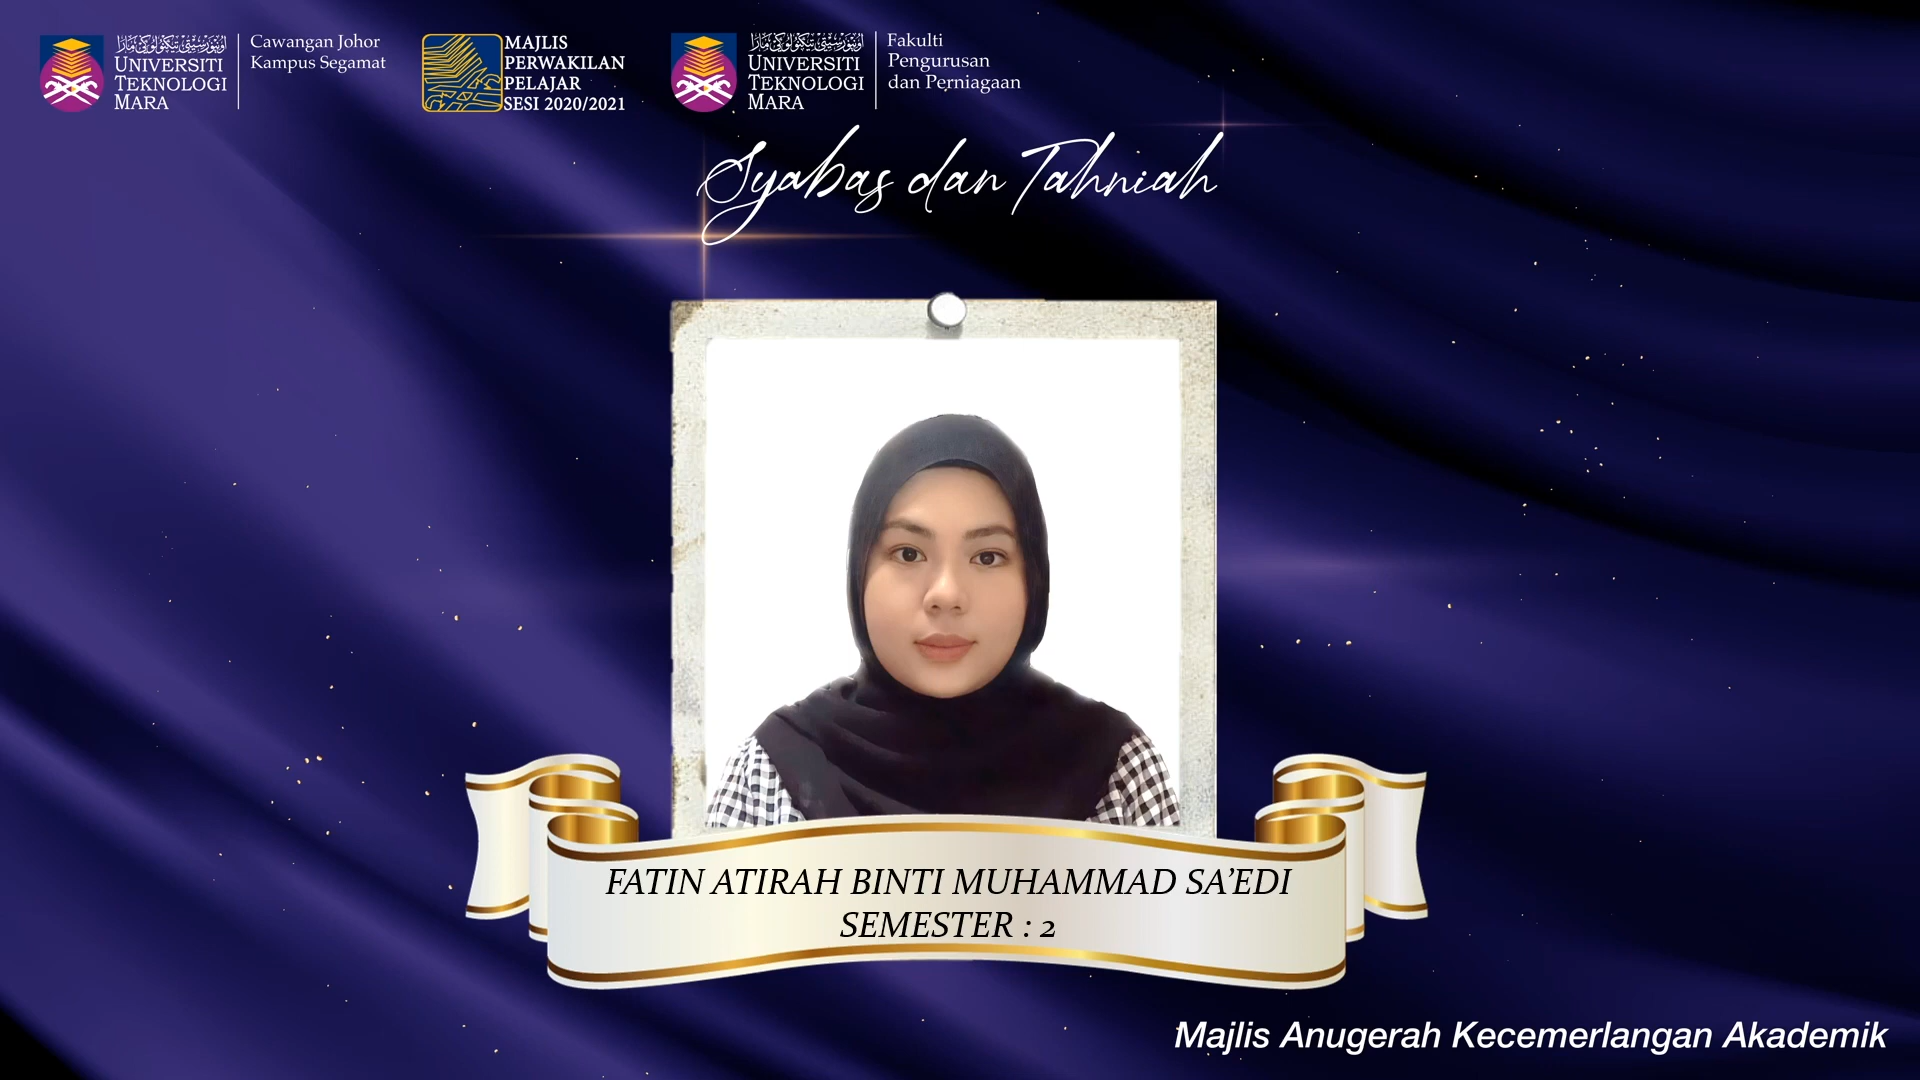 UNIVERSITI
TEKNOLOGI
MARA
Cawangan Johor
Kampus Segamat
MAJLIS
PERWAKILAN
PELAJAR
SESI 2020/2021
UNIVERSITI
TEKNOLOGI
MARA
Fakulti
Pengurusan
dan Perniagaan
Syabas dan Tahniah
FATIN ATIRAH BINTI MUHAMMAD SA’EDI
SEMESTER : 2
Majlis Anugerah Kecemerlangan Akademik